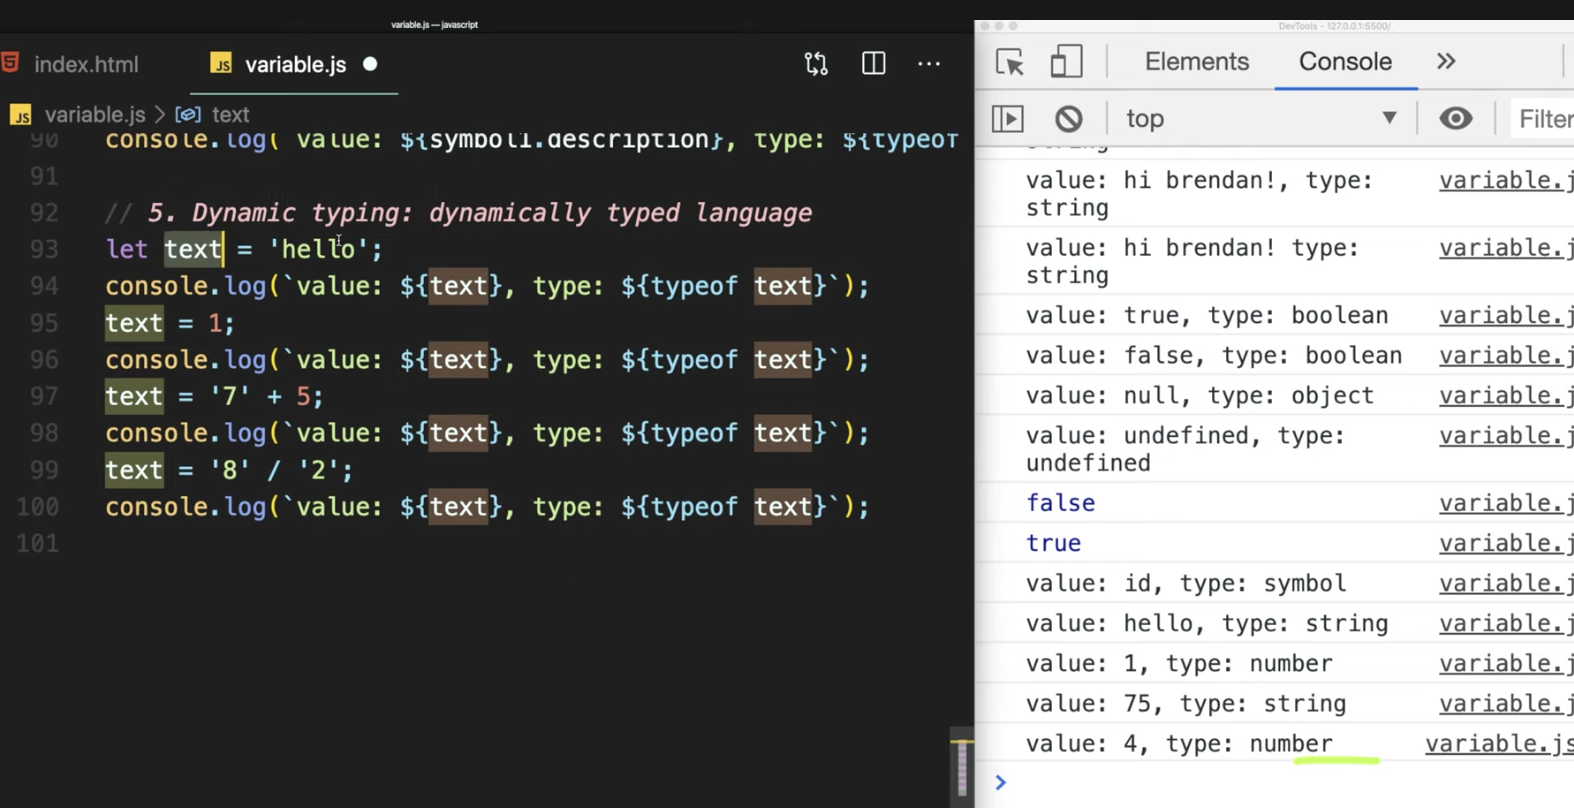 variable.js — javascript
index.html
JS variable.js
JS variable.js > text
90 console.log(`value: ${symbol1.description}, type: ${typeof
91
92 // 5. Dynamic typing: dynamically typed language
93 let text = 'hello';
94 console.log(`value: ${text}, type: ${typeof text}`);
95 text = 1;
96 console.log(`value: ${text}, type: ${typeof text}`);
97 text = '7' + 5;
98 console.log(`value: ${text}, type: ${typeof text}`);
99 text = '8' / '2';
100 console.log(`value: ${text}, type: ${typeof text}`);
101
DevTools - 127.0.0.1:5500/
Elements Console »
top Filter
string
value: hi brendan!, type: variable.j
string
value: hi brendan! type: variable.j
string
value: true, type: boolean variable.j
value: false, type: boolean variable.j
value: null, type: object variable.j
value: undefined, type: variable.j
undefined
false variable.j
true variable.j
value: id, type: symbol variable.j
value: hello, type: string variable.j
value: 1, type: number variable.j
value: 75, type: string variable.j
value: 4, type: number variable.js
>